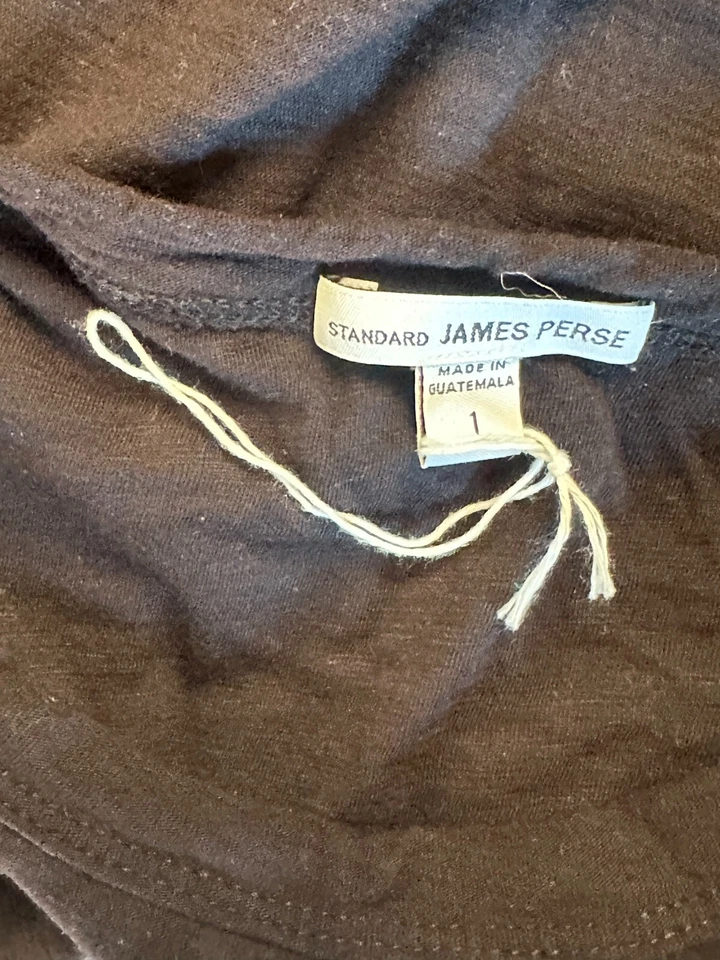 STANDARD JAMES PERSE
MADE IN
GUATEMALA
1